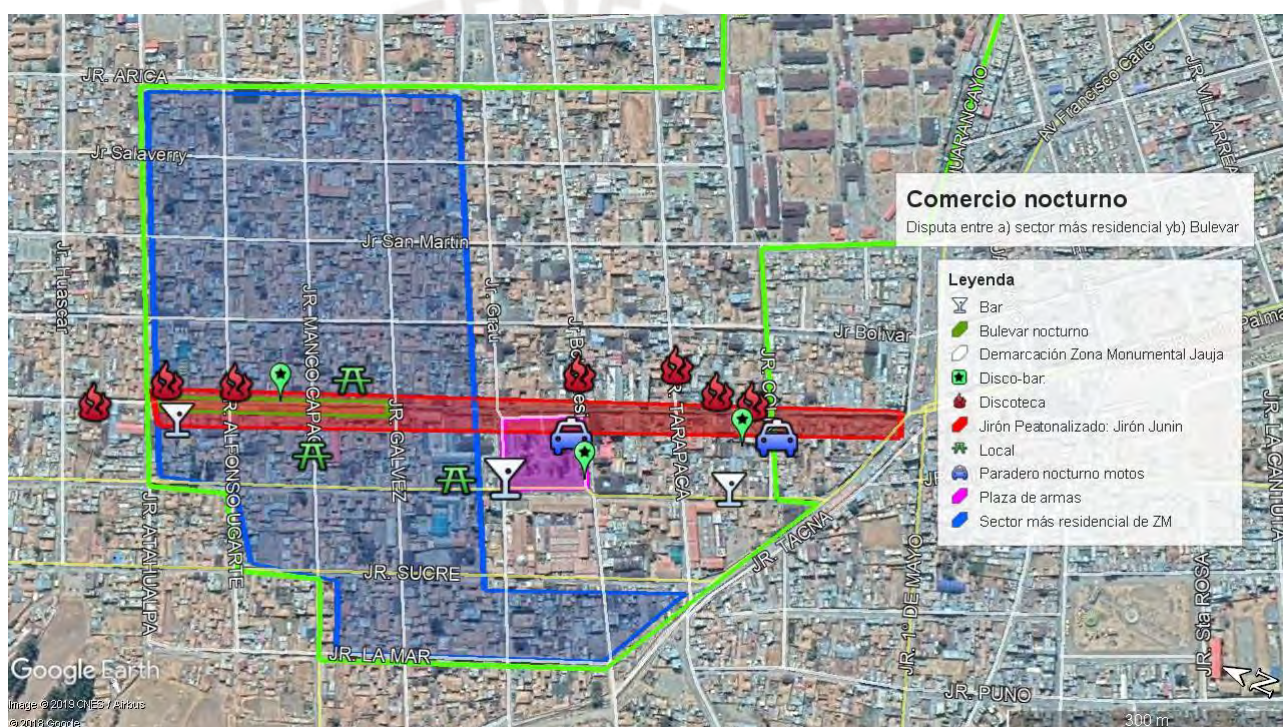 JR. ARICA
JR. HUARANCAYO
Av. Francisco Carle
JR. VILLARREA
Jr Salaverry
Comercio nocturno
Disputa entre a) sector más residencial yb) Bulevar
Jr San Martin
Jr. Huascar
JR. MANCO CAPAC
Jr. Grau
Jr Bolivar
Palma
Leyenda
Bar
Bulevar nocturno
Demarcación Zona Monumental Jauja
Disco-bar
Discoteca
Jirón Peatonalizado: Jirón Junin
Local
Paradero nocturno motos
Plaza de armas
Sector más residencial de ZM
JR. ALFONSO UGARTE
JR. GALVEZ
JR. TARAPACA
JR. LA CANTUTA
JR. ATAHUALPA
JR. SUCRE
JR. TACNA
JR. 1° DE MAYO
JR. Sta ROSA
JR. LA MAR
JR. PUNO
Google Earth
Image © 2019 CNES / Airbus
© 2018 Google
300 m
N